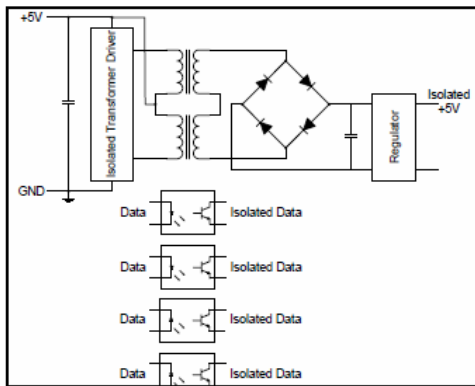 +5V
Isolated Transformer Driver
GND
Isolated
+5V
Regulator
Data Isolated Data
Data Isolated Data
Data Isolated Data
Data Isolated Data